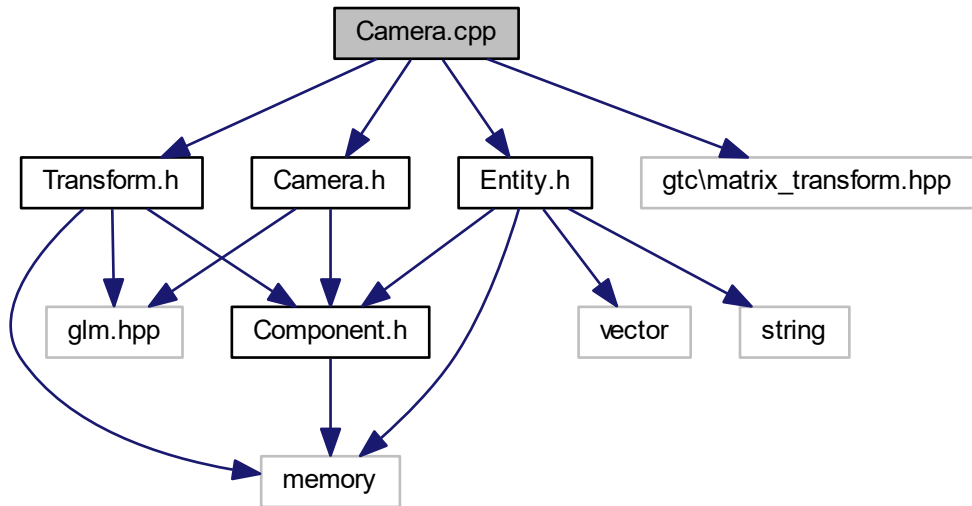 Camera.cpp
Transform.h
Camera.h
Entity.h
gtc\matrix_transform.hpp
glm.hpp
Component.h
vector
string
memory